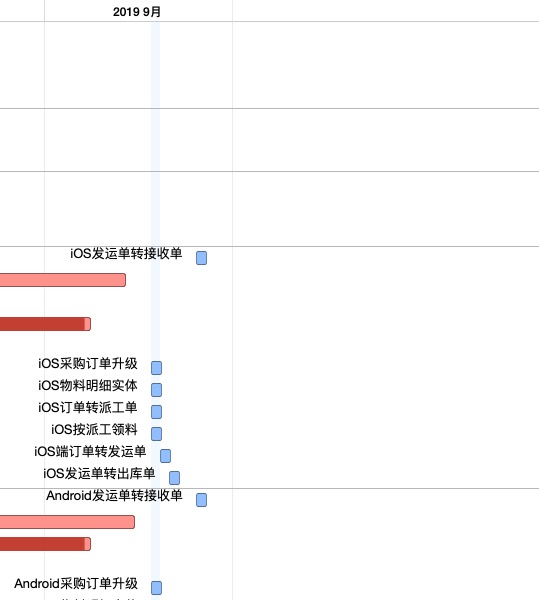 2019 9月
iOS发运单转接收单
iOS采购订单升级
iOS物料明细实体
iOS订单转派工单
iOS按派工领料
iOS端订单转发运单
iOS发运单转出库单
Android发运单转接收单
Android采购订单升级